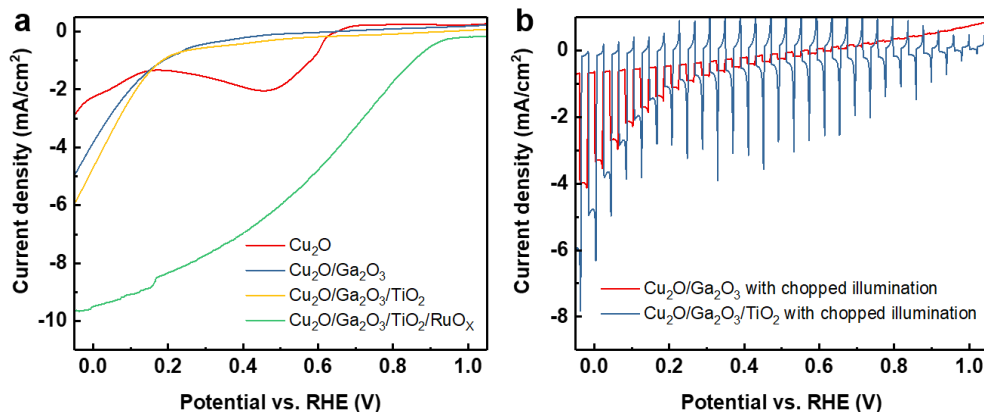 a
Current density (mA/cm²)
0
-2
-4
-6
-8
-10
Cu₂O
Cu₂O/Ga₂O₃
Cu₂O/Ga₂O₃/TiO₂
Cu₂O/Ga₂O₃/TiO₂/RuOₓ
0.0 0.2 0.4 0.6 0.8 1.0
Potential vs. RHE (V)
b
Current density (mA/cm²)
0
-2
-4
-6
-8
Cu₂O/Ga₂O₃ with chopped illumination
Cu₂O/Ga₂O₃/TiO₂ with chopped illumination
0.0 0.2 0.4 0.6 0.8 1.0
Potential vs. RHE (V)